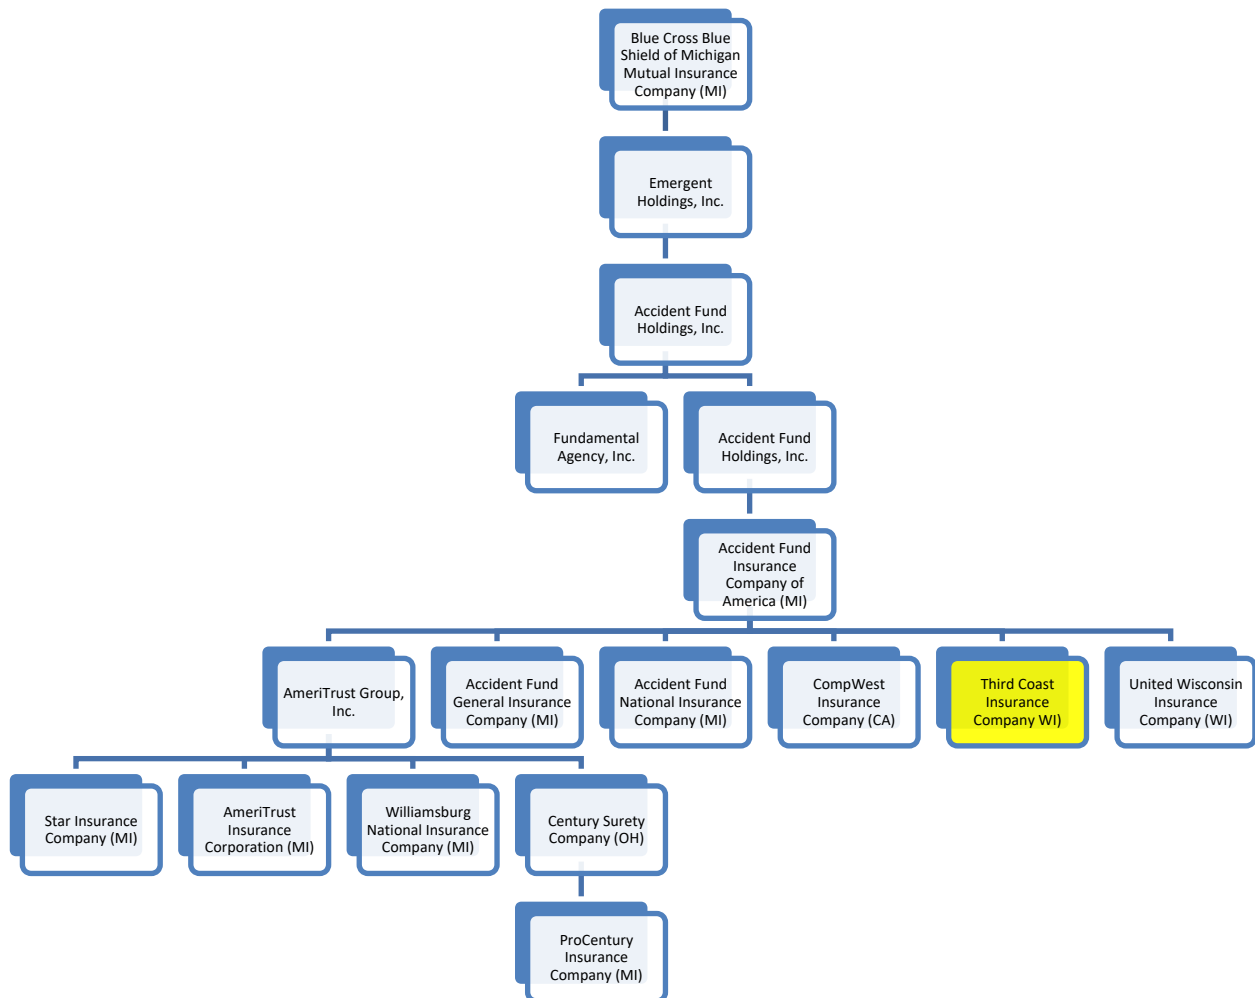 Blue Cross Blue
Shield of Michigan
Mutual Insurance
Company (MI)
Emergent
Holdings, Inc.
Accident Fund
Holdings, Inc.
Fundamental
Agency, Inc.
Accident Fund
Holdings, Inc.
Accident Fund
Insurance
Company of
America (MI)
AmeriTrust Group,
Inc.
Accident Fund
General Insurance
Company (MI)
Accident Fund
National Insurance
Company (MI)
CompWest
Insurance
Company (CA)
Third Coast
Insurance
Company WI)
United Wisconsin
Insurance
Company (WI)
Star Insurance
Company (MI)
AmeriTrust
Insurance
Corporation (MI)
Williamsburg
National Insurance
Company (MI)
Century Surety
Company (OH)
ProCentury
Insurance
Company (MI)